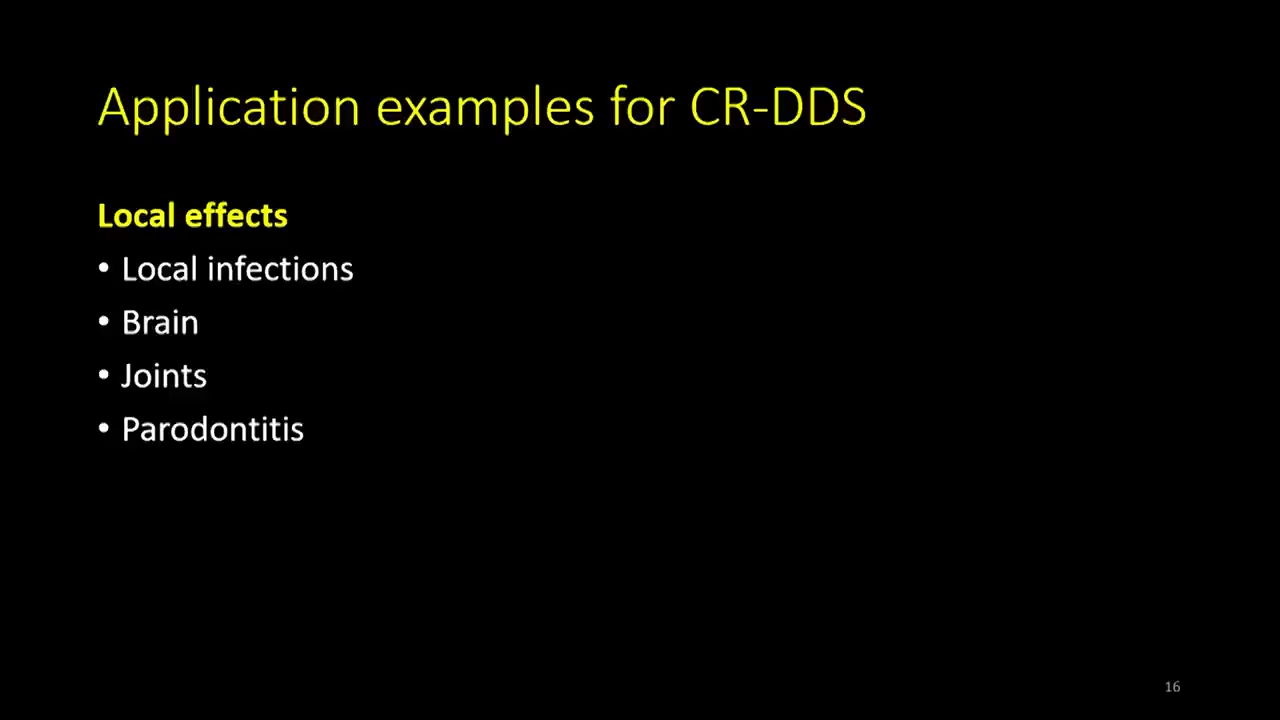 Application examples for CR-DDS
Local effects
• Local infections
• Brain
• Joints
• Parodontitis
16